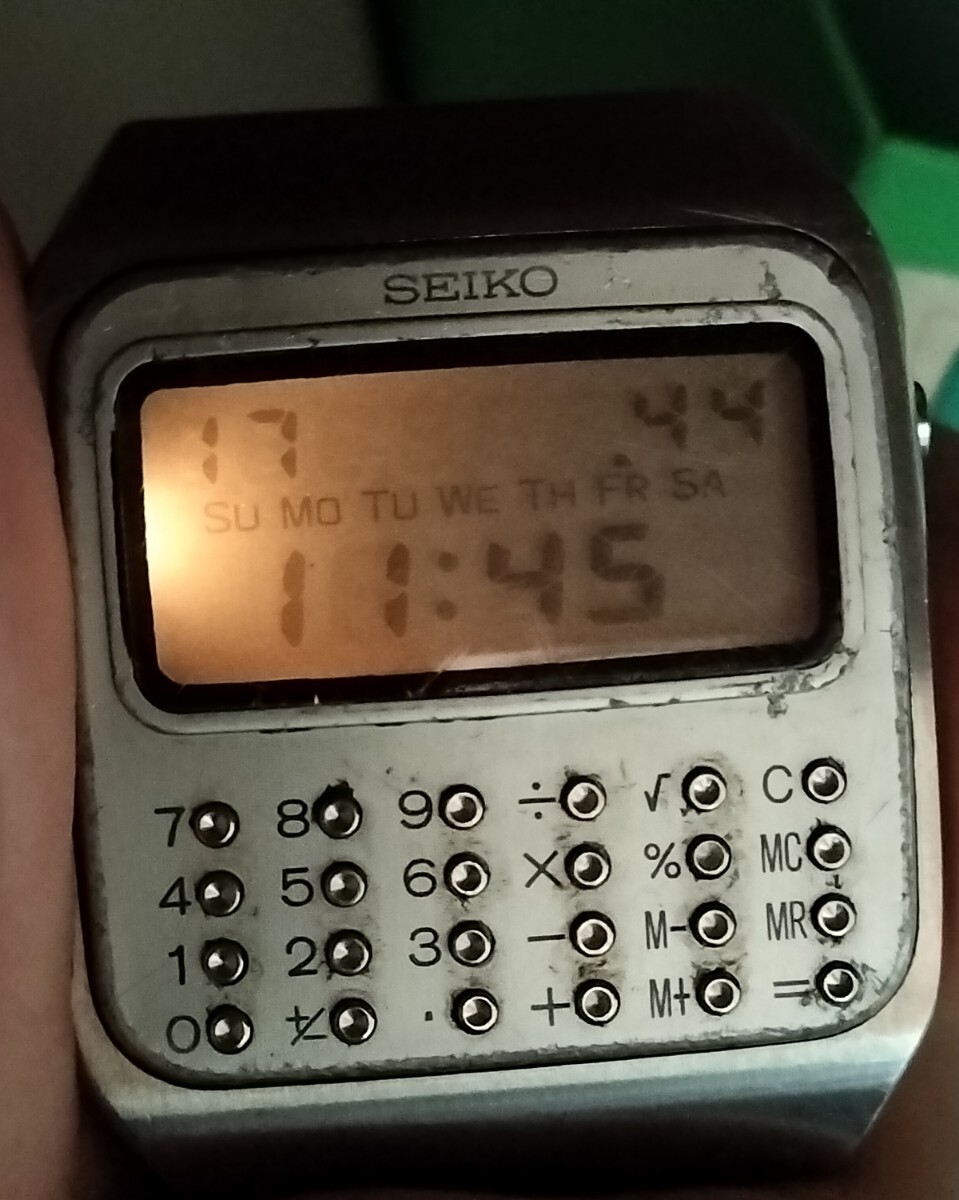 SEIKO
17 44
SU MO TU WE TH FR SA
11:45
7 8 9 ÷ √ C
4 5 6 × % MC
1 2 3 − M- MR
0 +/− . + M+ =